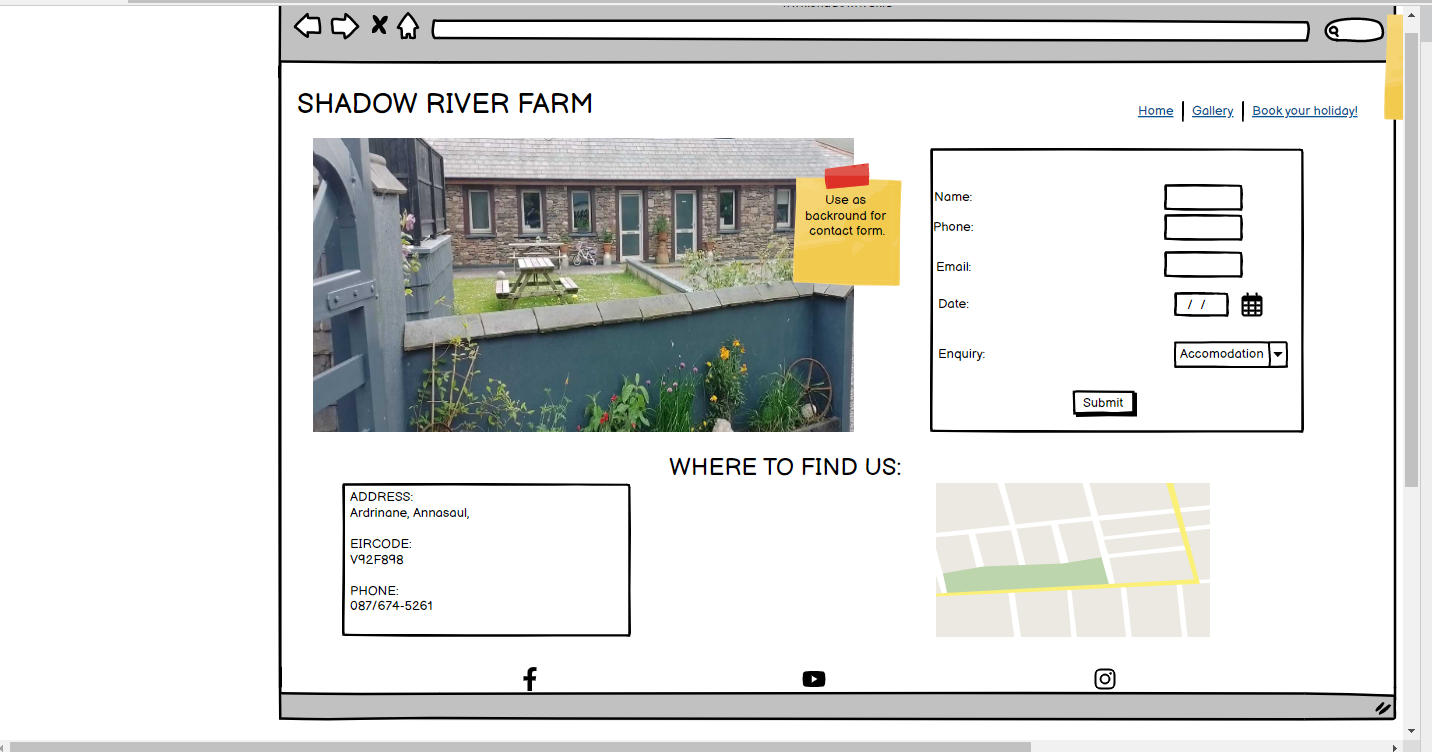 SHADOW RIVER FARM
Home
Gallery
Book your holiday!
Use as
backround for
contact form.
Name:
Phone:
Email:
Date:
/ /
Enquiry:
Accomodation
Submit
WHERE TO FIND US:
ADDRESS:
Ardrinane, Annasaul,
EIRCODE:
V92F898
PHONE:
087/674-5261